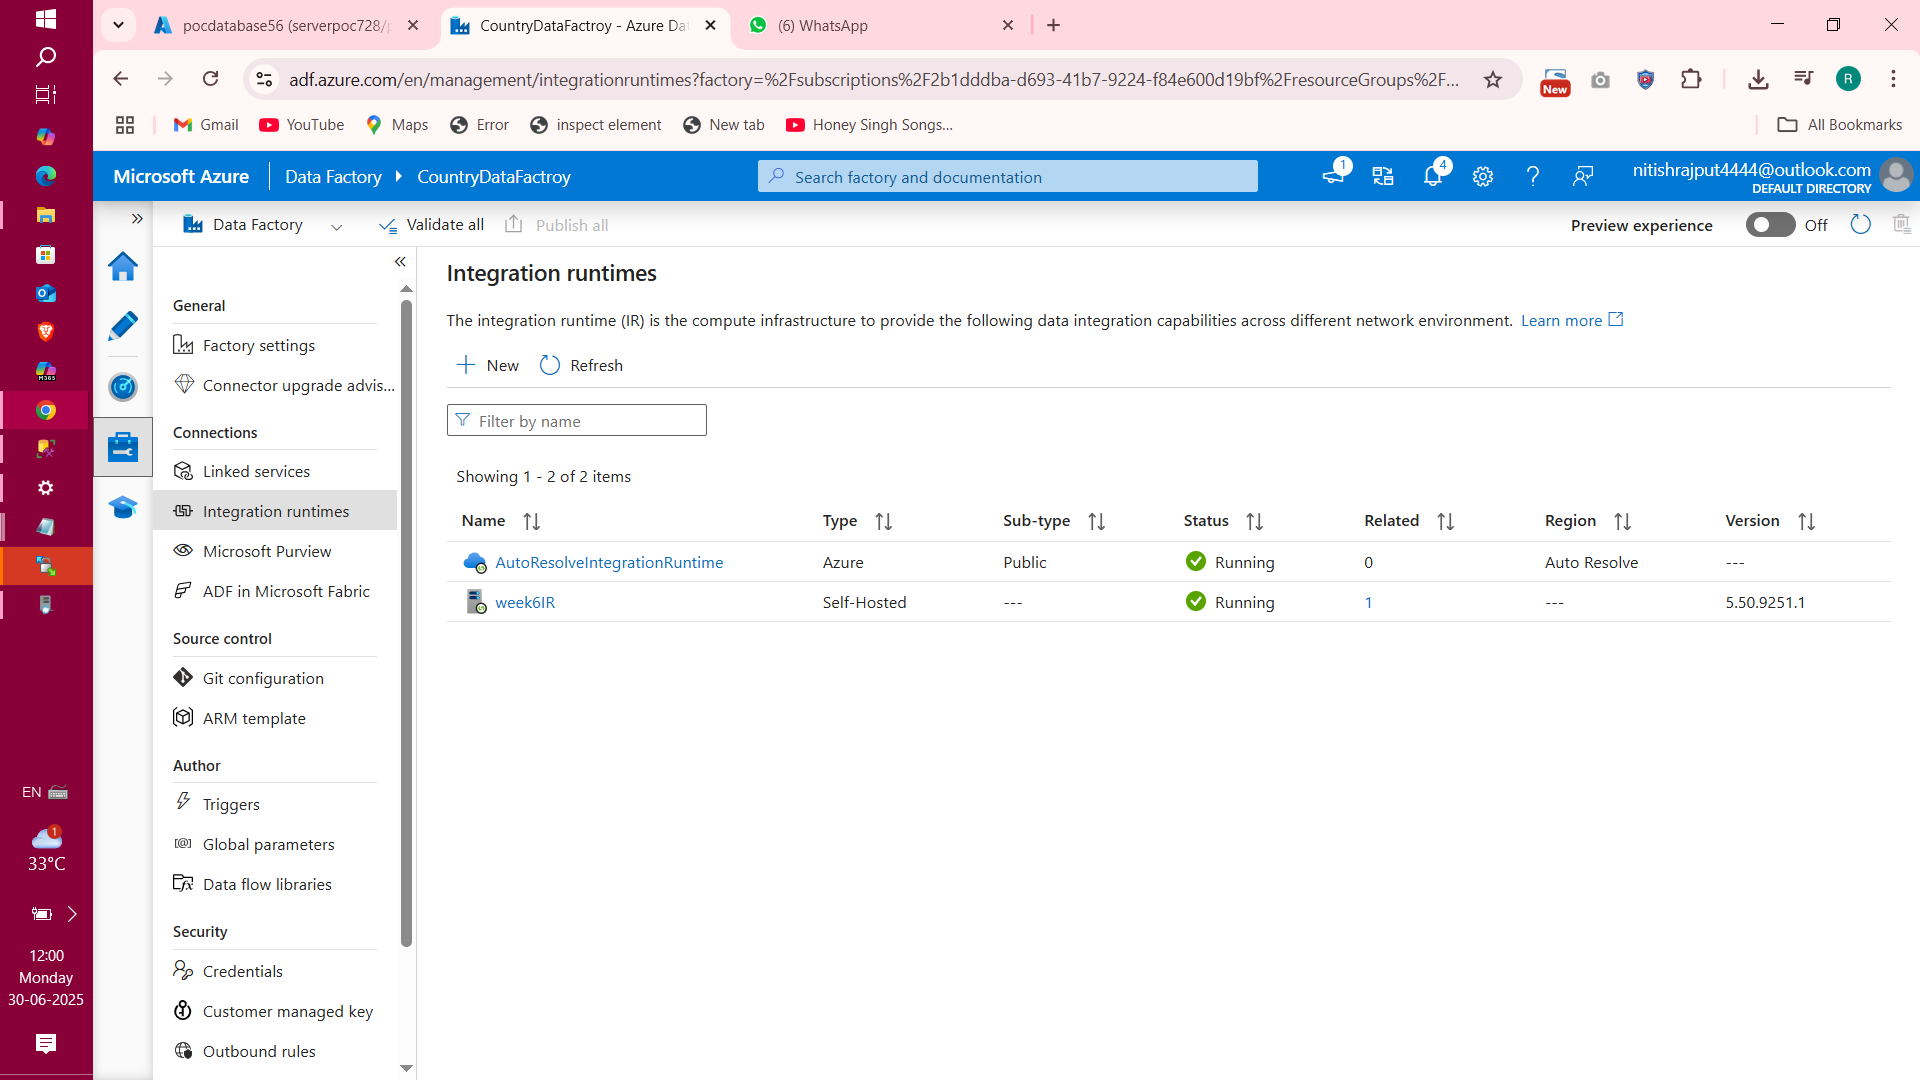 pocdatabase56 (serverpoc728/p
CountryDataFactroy - Azure Dat
(6) WhatsApp
adf.azure.com/en/management/integrationruntimes?factory=%2Fsubscriptions%2F2b1dddba-d693-41b7-9224-f84e600d19bf%2FresourceGroups%2F...
New
R
Gmail
YouTube
Maps
Error
inspect element
New tab
Honey Singh Songs...
All Bookmarks
Microsoft Azure
Data Factory
CountryDataFactroy
Search factory and documentation
1
4
nitishrajput4444@outlook.com
DEFAULT DIRECTORY
Data Factory
Validate all
Publish all
Preview experience
Off
General
Factory settings
Connector upgrade advis...
Connections
Linked services
Integration runtimes
Microsoft Purview
ADF in Microsoft Fabric
Source control
Git configuration
ARM template
Author
Triggers
Global parameters
Data flow libraries
Security
Credentials
Customer managed key
Outbound rules
Integration runtimes
The integration runtime (IR) is the compute infrastructure to provide the following data integration capabilities across different network environment. Learn more
New
Refresh
Filter by name
Showing 1 - 2 of 2 items
Name Type Sub-type Status Related Region Version
AutoResolveIntegrationRuntime Azure Public Running 0 Auto Resolve ---
week6IR Self-Hosted --- Running 1 --- 5.50.9251.1
M365
EN
1
33°C
12:00
Monday
30-06-2025